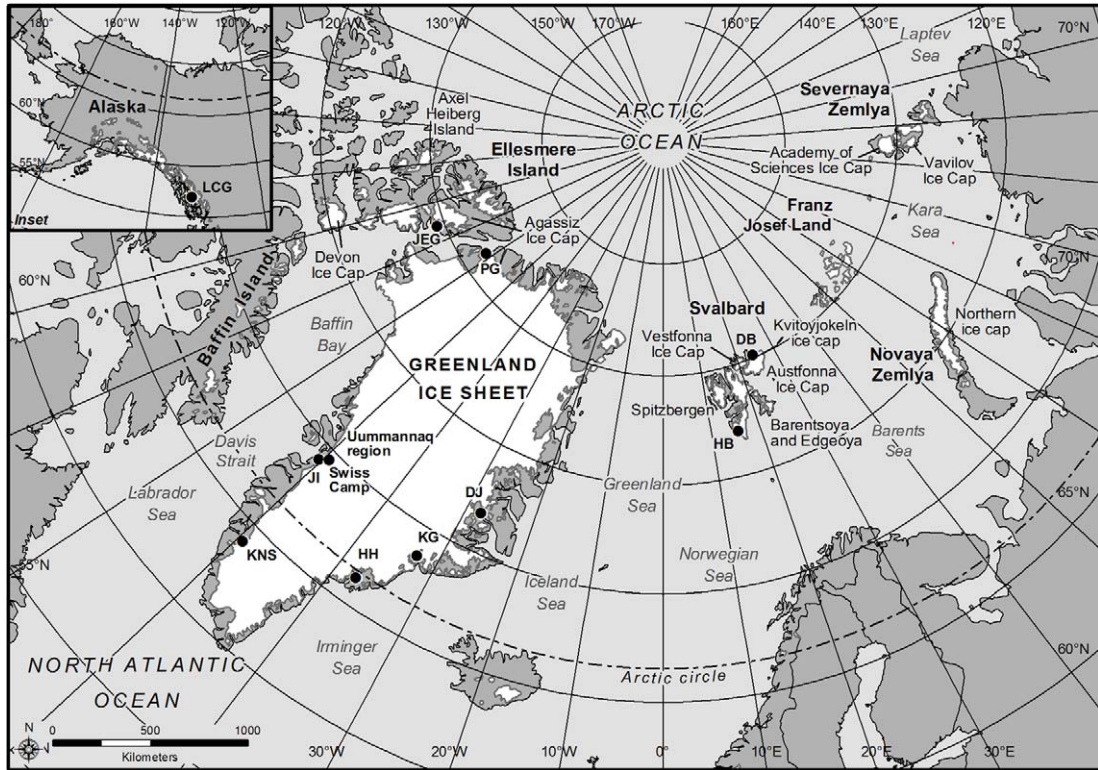 180°
160°W
140°W
120°W
60°N
55°N
Alaska
LCG
Inset
120°W
130°W
150°W
170°W
160°E
130°E
120°E
70°N
Laptev
Sea
Severnaya
Zemlya
ARCTIC
OCEAN
Axel
Heiberg
Island
Ellesmere
Island
Academy of
Sciences Ice Cap
Vavilov
Ice Cap
Franz
Josef Land
Kara
Sea
JEG
Agassiz
Ice Cap
PG
Devon
Ice Cap
60°N
70°N
Baffin Island
Baffin
Bay
Svalbard
Kvitoyjokeln
ice cap
Vestfonna
Ice Cap
DB
Austfonna
Ice Cap
Northern
ice cap
Novaya
Zemlya
GREENLAND
ICE SHEET
Spitzbergen
Barentsoya
and Edgeoya
HB
Barents
Sea
Davis
Strait
Uummannaq
region
JI
Swiss
Camp
Labrador
Sea
DJ
Greenland
Sea
65°N
55°N
KNS
HH
KG
Norwegian
Sea
Iceland
Sea
Irminger
Sea
60°N
NORTH ATLANTIC
OCEAN
Arctic circle
N
0
500
1000
Kilometers
30°W
20°W
10°W
0°
10°E
20°E
30°E